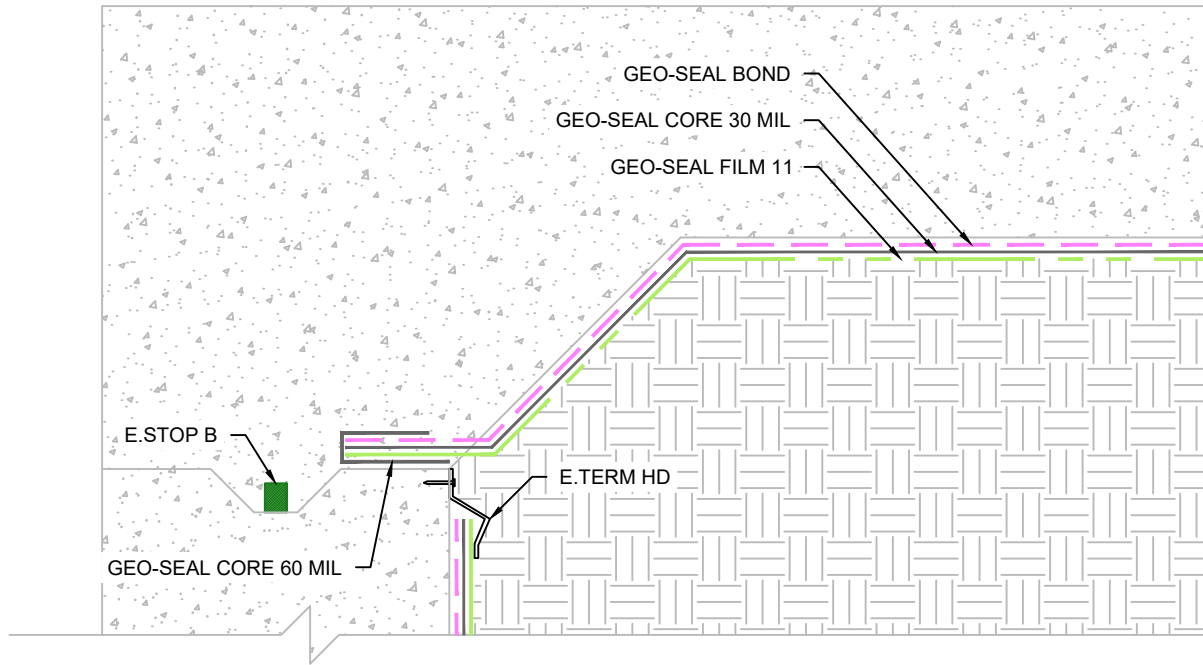 GEO-SEAL BOND
GEO-SEAL CORE 30 MIL
GEO-SEAL FILM 11
E.STOP B
E.TERM HD
GEO-SEAL CORE 60 MIL